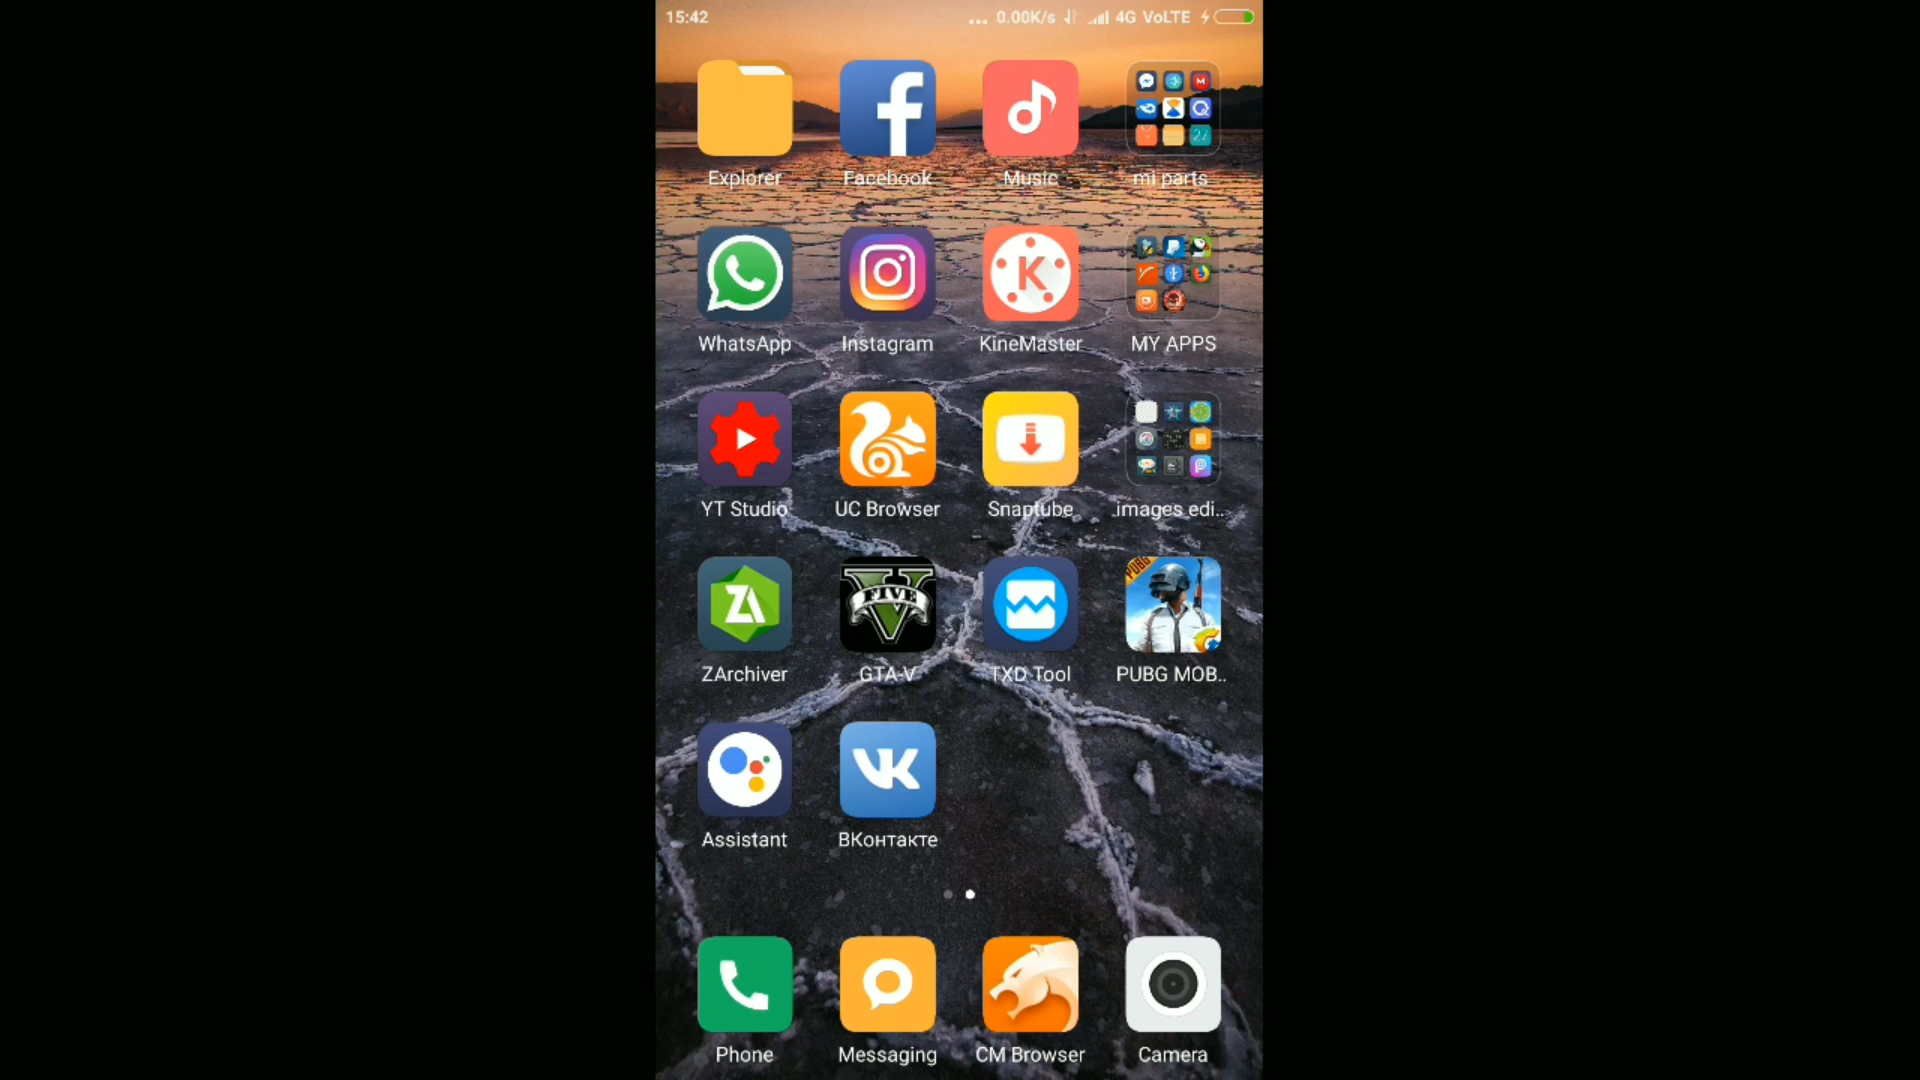 15:42 ... 0.00K/s 4G VoLTE
Explorer Facebook Music mi parts
WhatsApp Instagram KineMaster MY APPS
YT Studio UC Browser Snaptube images edi..
FIVE PUBG
ZArchiver GTA-V TXD Tool PUBG MOB..
Assistant ВКонтакте
Phone Messaging CM Browser Camera